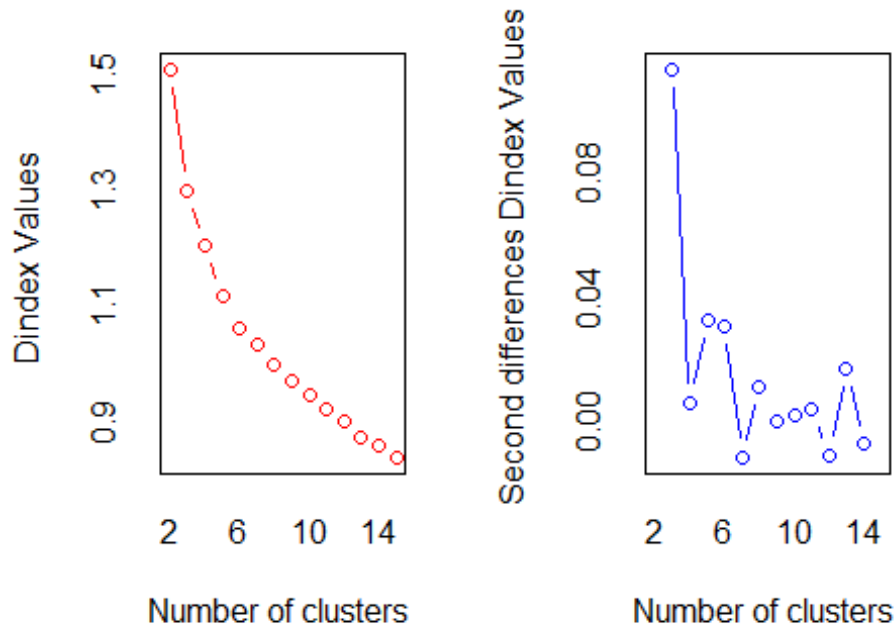 Dindex Values
1.5
1.3
1.1
0.9
2 6 10 14
Number of clusters
Second differences Dindex Values
0.08
0.04
0.00
2 6 10 14
Number of clusters